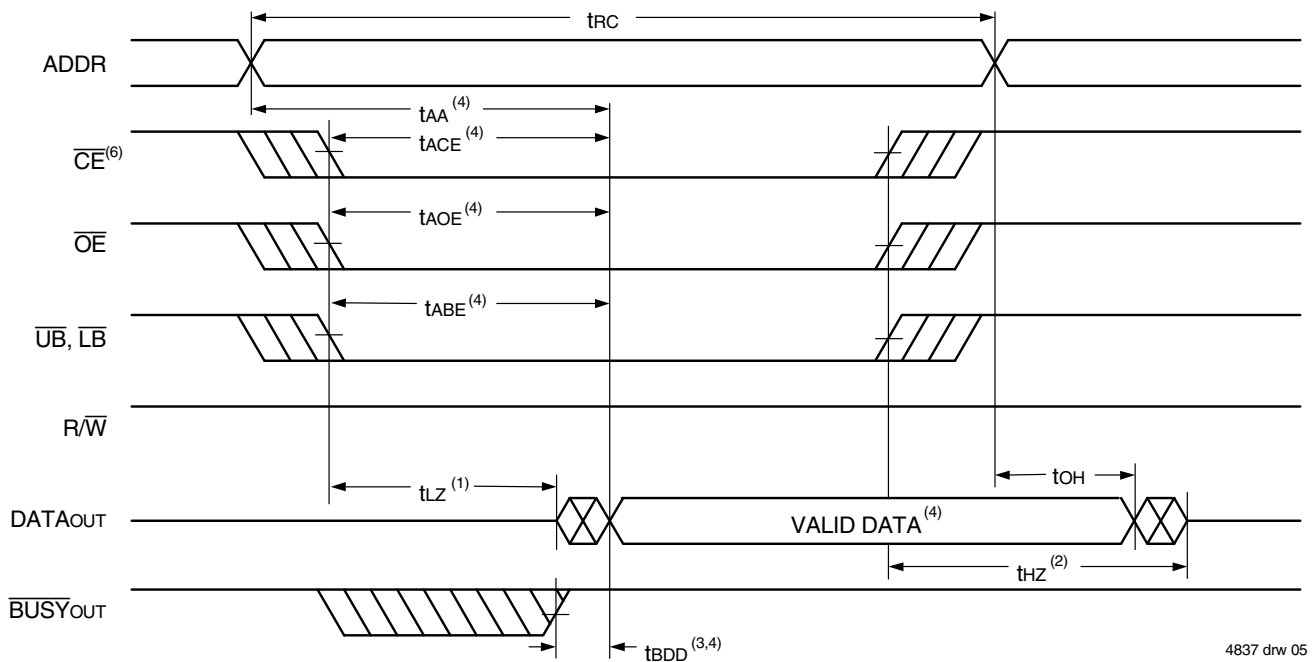 tRC
ADDR
tAA (4)
tACE (4)
CE(6)
tAOE (4)
OE
tABE (4)
UB, LB
R/W
tLZ (1)
tOH
DATAOUT
VALID DATA(4)
tHZ (2)
BUSYOUT
tBDD (3,4)
4837 drw 05